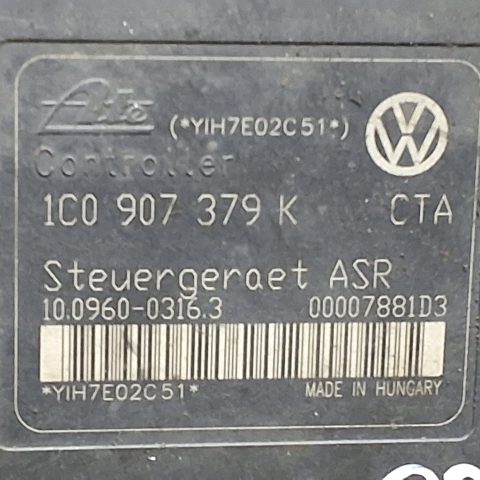 Ate (*YIH7E02C51*)
Controller
1C0 907 379 K CTA
Steuergeraet ASR
10.0960-0316.3 00007881D3
*YIH7E02C51* MADE IN HUNGARY